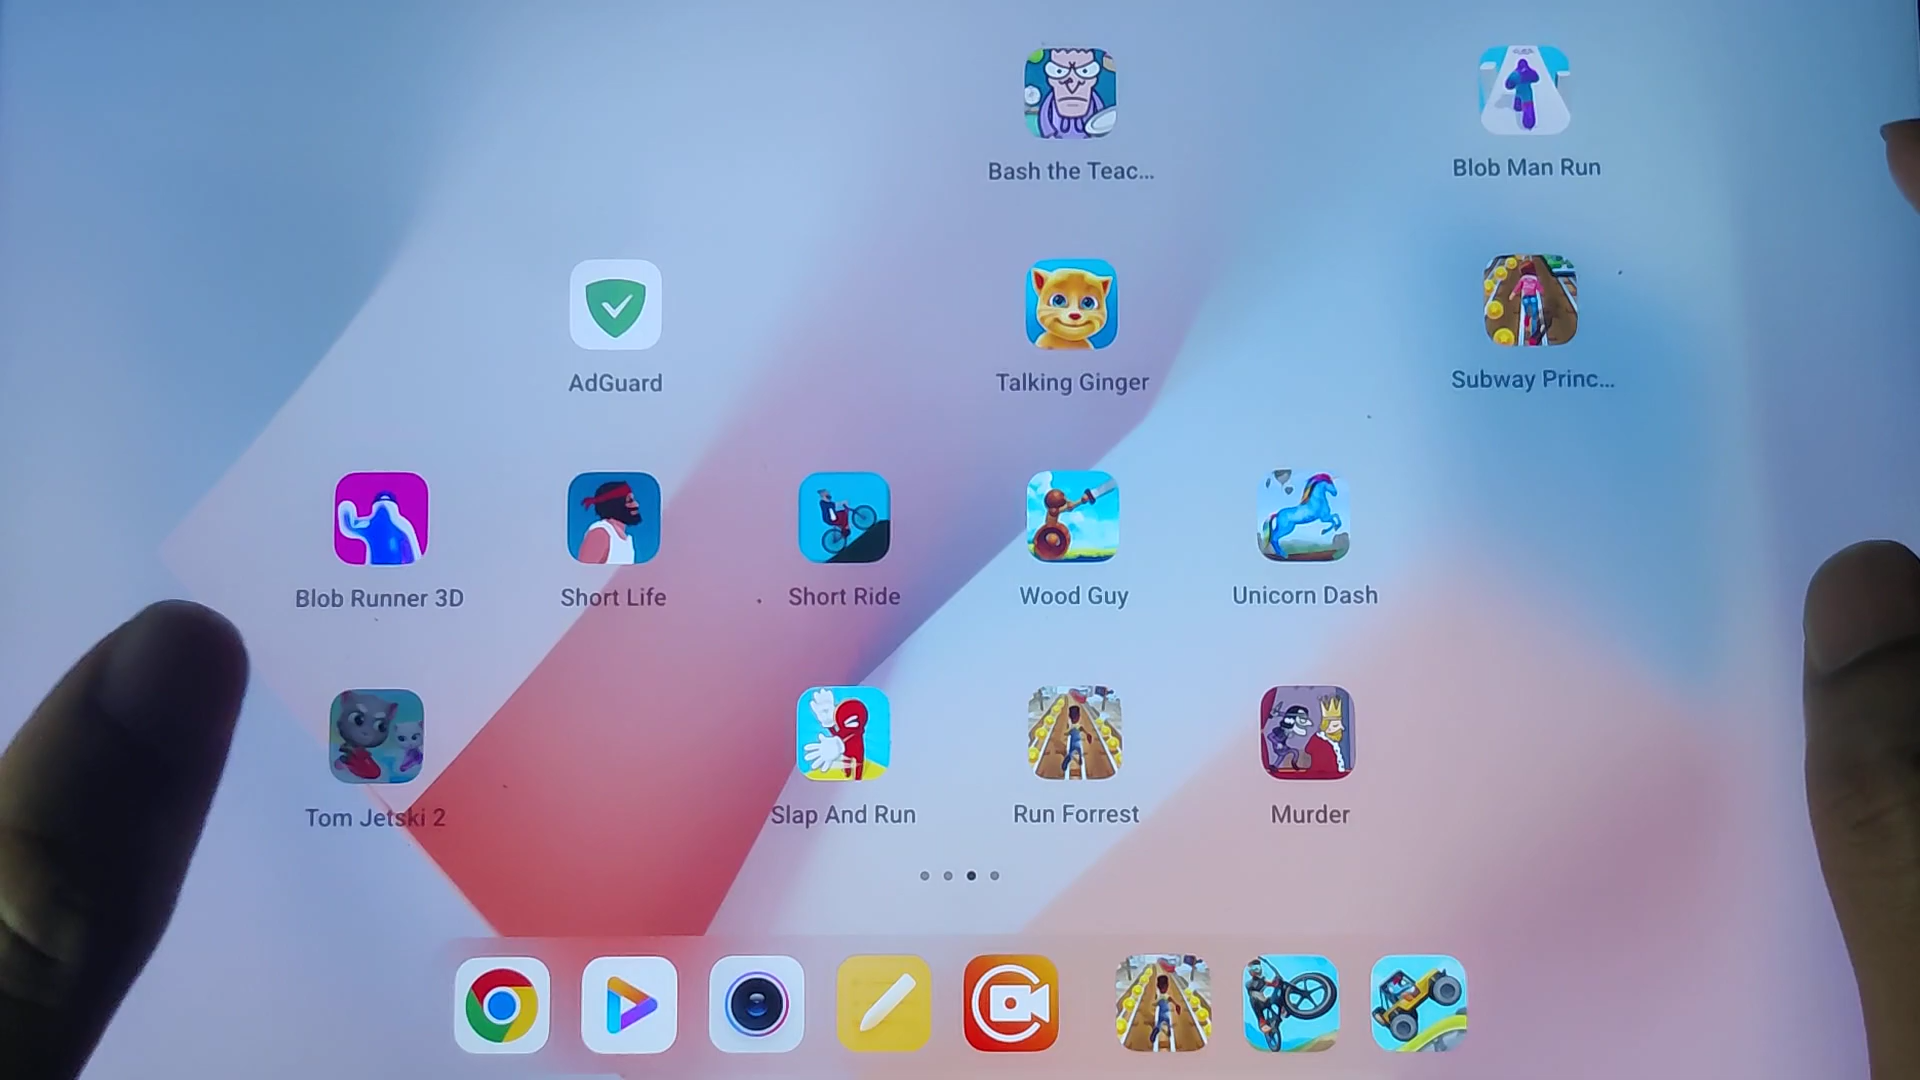 Bash the Teac...
Blob Man Run
AdGuard
Talking Ginger
Subway Princ...
Blob Runner 3D
Short Life
Short Ride
Wood Guy
Unicorn Dash
Tom Jetski 2
Slap And Run
Run Forrest
Murder